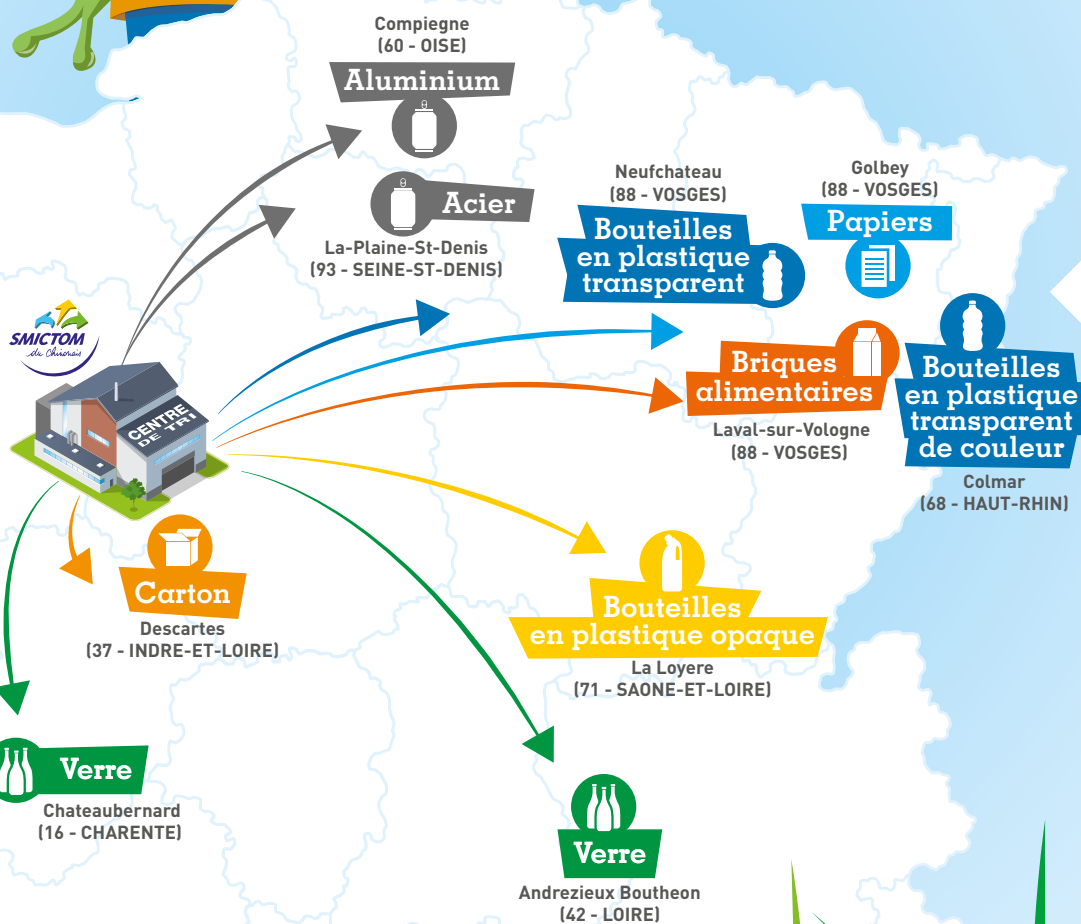 Compiegne
(60 - OISE)
Aluminium
Acier
La-Plaine-St-Denis
(93 - SEINE-ST-DENIS)
Neufchateau
(88 - VOSGES)
Bouteilles
en plastique
transparent
Golbey
(88 - VOSGES)
Papiers
SMICTOM
du Chinonais
CENTRE
DE TRI
Briques
alimentaires
Laval-sur-Vologne
(88 - VOSGES)
Bouteilles
en plastique
transparent
de couleur
Colmar
(68 - HAUT-RHIN)
Carton
Descartes
(37 - INDRE-ET-LOIRE)
Bouteilles
en plastique opaque
La Loyere
(71 - SAONE-ET-LOIRE)
Verre
Chateaubernard
(16 - CHARENTE)
Verre
Andrezieux Boutheon
(42 - LOIRE)